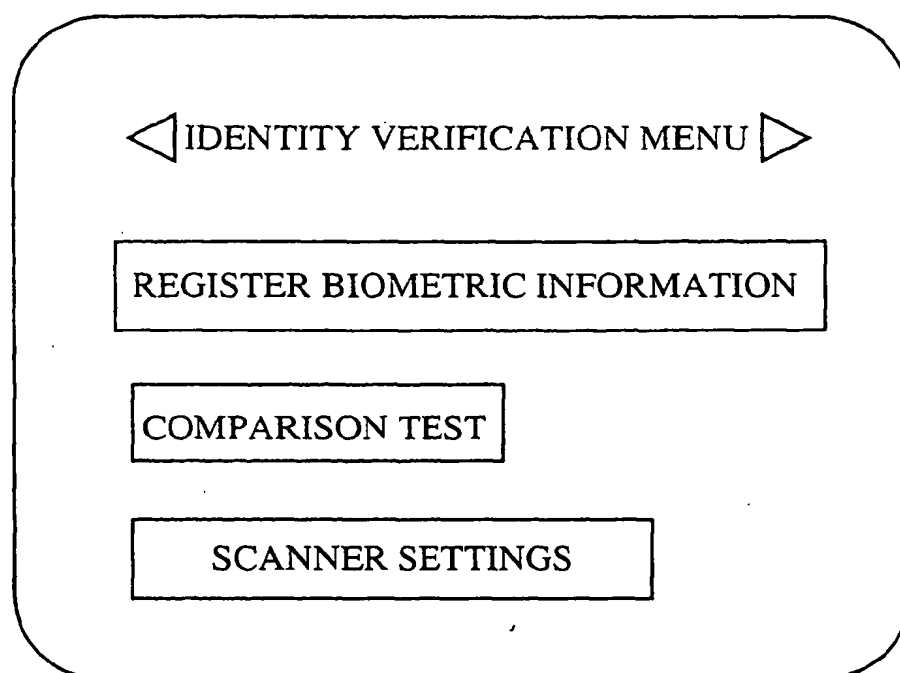 IDENTITY VERIFICATION MENU
REGISTER BIOMETRIC INFORMATION
COMPARISON TEST
SCANNER SETTINGS